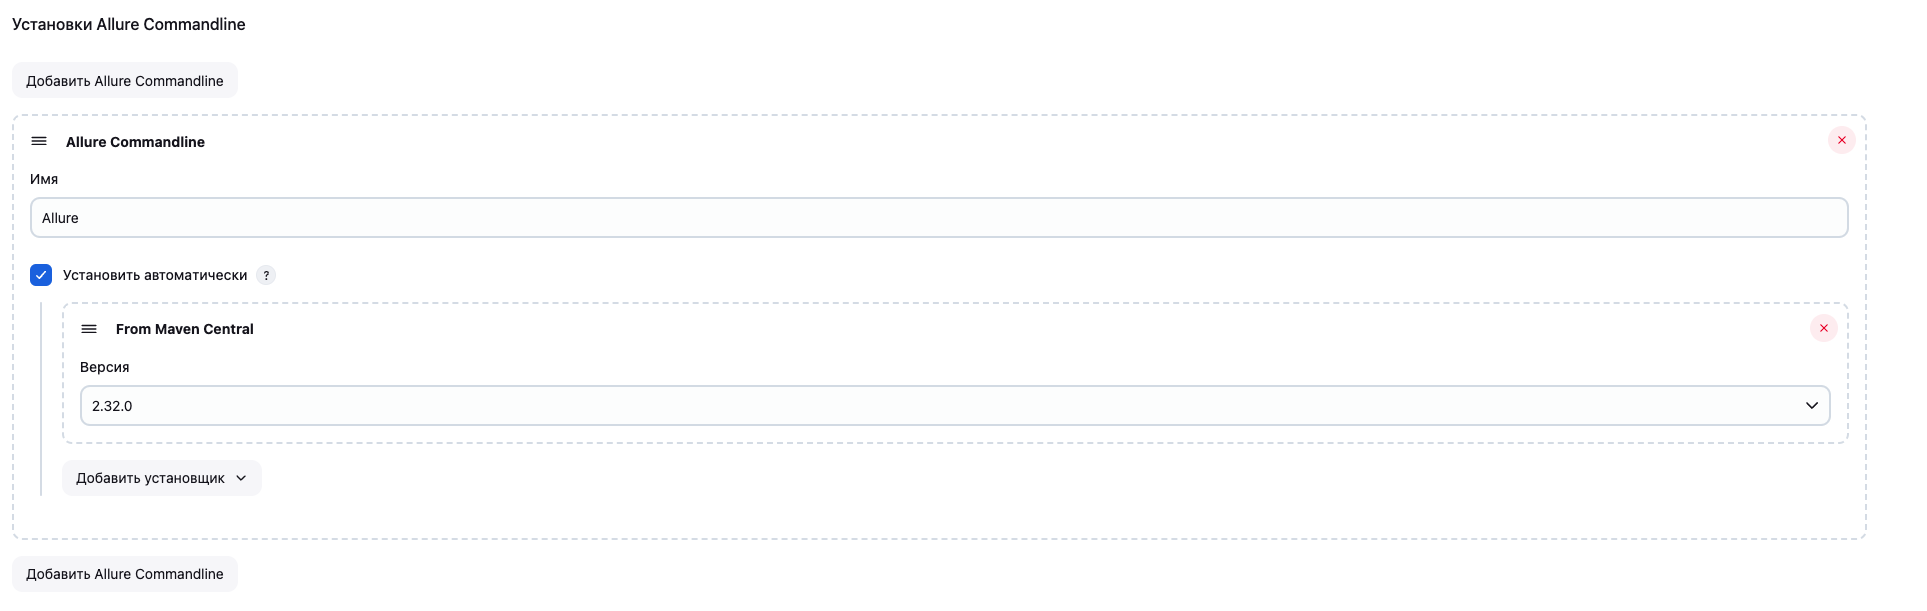 Установки Allure Commandline
Добавить Allure Commandline
Allure Commandline
Имя
Allure
Установить автоматически ?
From Maven Central
Версия
2.32.0
Добавить установщик
Добавить Allure Commandline